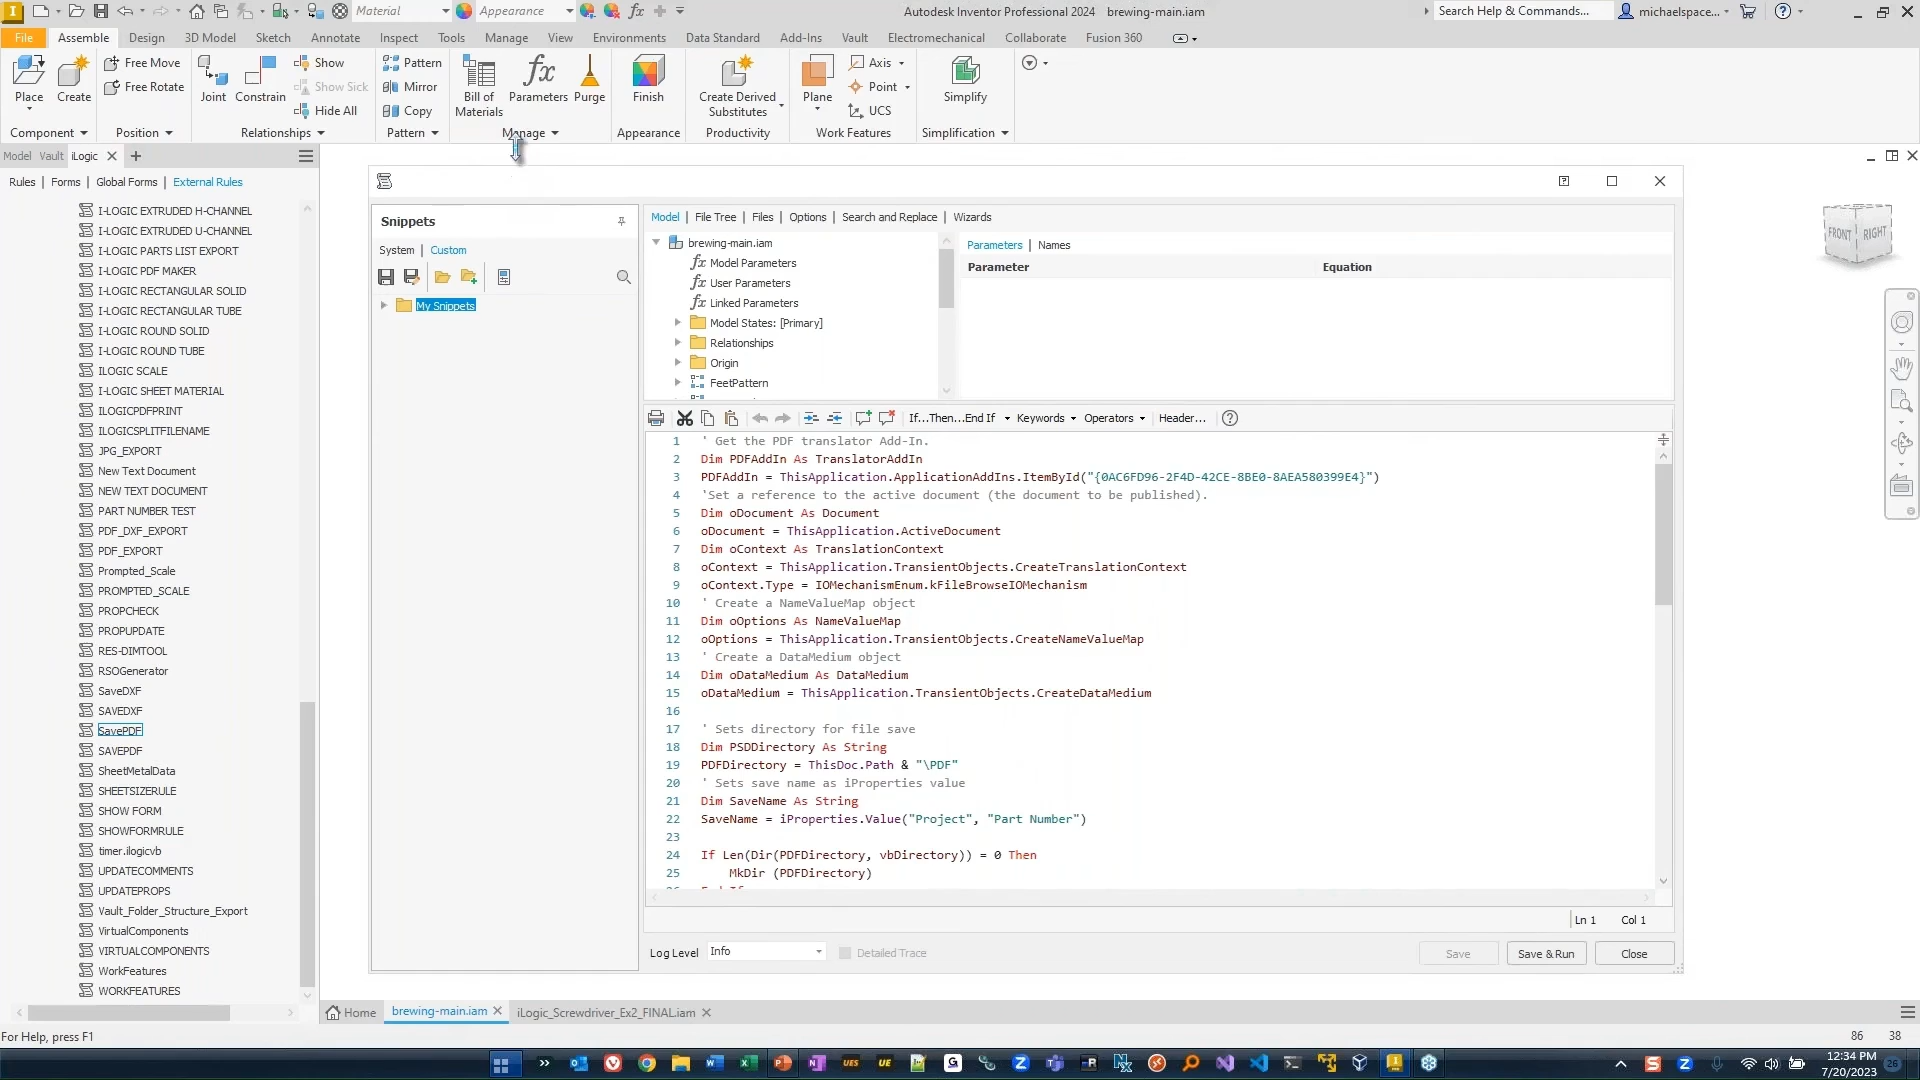 Material
Appearance
Autodesk Inventor Professional 2024 brewing-main.iam
Search Help & Commands...
michaelspace...
File
Assemble
Design
3D Model
Sketch
Annotate
Inspect
Tools
Manage
View
Environments
Data Standard
Add-Ins
Vault
Electromechanical
Collaborate
Fusion 360
Place
Create
Free Move
Free Rotate
Joint
Constrain
Show
Show Sick
Hide All
Pattern
Mirror
Copy
Bill of Materials
Parameters
Purge
Finish
Create Derived Substitutes
Plane
Axis
Point
UCS
Simplify
Component
Position
Relationships
Pattern
Manage
Appearance
Productivity
Work Features
Simplification
Model Vault iLogic
Rules | Forms | Global Forms | External Rules
I-LOGIC EXTRUDED H-CHANNEL
I-LOGIC EXTRUDED U-CHANNEL
I-LOGIC PARTS LIST EXPORT
I-LOGIC PDF MAKER
I-LOGIC RECTANGULAR SOLID
I-LOGIC RECTANGULAR TUBE
I-LOGIC ROUND SOLID
I-LOGIC ROUND TUBE
ILOGIC SCALE
I-LOGIC SHEET MATERIAL
ILOGICPDFPRINT
ILOGICSPLITFILENAME
JPG_EXPORT
New Text Document
NEW TEXT DOCUMENT
PART NUMBER TEST
PDF_DXF_EXPORT
PDF_EXPORT
Prompted_Scale
PROMPTED_SCALE
PROPCHECK
PROPUPDATE
RES-DIMTOOL
RSOGenerator
SaveDXF
SAVEDXF
SavePDF
SAVEPDF
SheetMetalData
SHEETSIZERULE
SHOW FORM
SHOWFORMRULE
timer.ilogicvb
UPDATECOMMENTS
UPDATEPROPS
Vault_Folder_Structure_Export
VirtualComponents
VIRTUALCOMPONENTS
WorkFeatures
WORKFEATURES
Snippets
System | Custom
My Snippets
Model | File Tree | Files | Options | Search and Replace | Wizards
brewing-main.iam
fx Model Parameters
fx User Parameters
fx Linked Parameters
Model States: [Primary]
Relationships
Origin
FeetPattern
Parameters | Names
Parameter Equation
If...Then...End If Keywords Operators Header...
1 ' Get the PDF translator Add-In.
2 Dim PDFAddIn As TranslatorAddIn
3 PDFAddIn = ThisApplication.ApplicationAddIns.ItemById("{0AC6FD96-2F4D-42CE-8BE0-8AEA580399E4}")
4 'Set a reference to the active document (the document to be published).
5 Dim oDocument As Document
6 oDocument = ThisApplication.ActiveDocument
7 Dim oContext As TranslationContext
8 oContext = ThisApplication.TransientObjects.CreateTranslationContext
9 oContext.Type = IOMechanismEnum.kFileBrowseIOMechanism
10 ' Create a NameValueMap object
11 Dim oOptions As NameValueMap
12 oOptions = ThisApplication.TransientObjects.CreateNameValueMap
13 ' Create a DataMedium object
14 Dim oDataMedium As DataMedium
15 oDataMedium = ThisApplication.TransientObjects.CreateDataMedium
16
17 ' Sets directory for file save
18 Dim PSDDirectory As String
19 PDFDirectory = ThisDoc.Path & "\PDF"
20 ' Sets save name as iProperties value
21 Dim SaveName As String
22 SaveName = iProperties.Value("Project", "Part Number")
23
24 If Len(Dir(PDFDirectory, vbDirectory)) = 0 Then
25 MkDir (PDFDirectory)
Ln 1 Col 1
Log Level Info Detailed Trace
Save Save & Run Close
FRONT RIGHT
Home brewing-main.iam iLogic_Screwdriver_Ex2_FINAL.iam
For Help, press F1
86 38
12:34 PM
7/20/2023